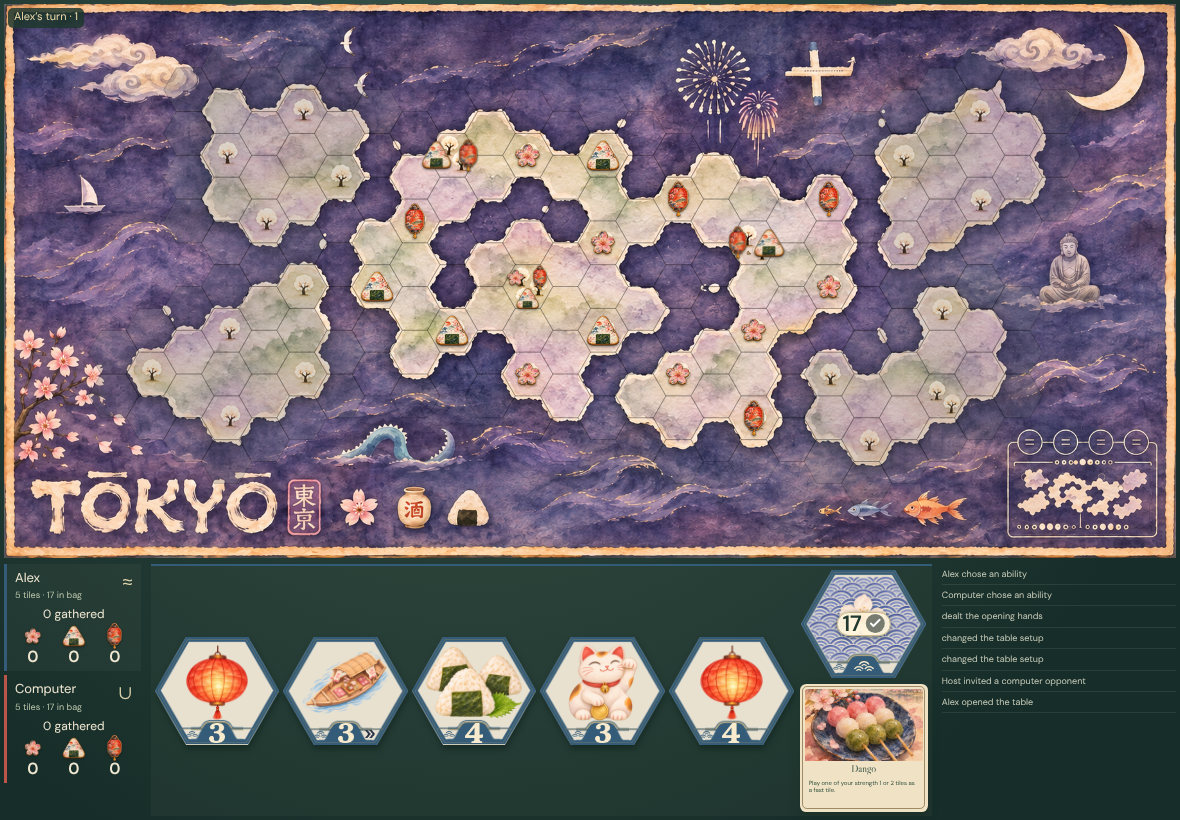 Alex's turn · 1
TŌKYŌ
東京
酒
Alex
5 tiles · 17 in bag
0 gathered
0 0 0
Computer
5 tiles · 17 in bag
0 gathered
0 0 0
3
3 »
4
3
4
17
Dango
Play one of your strength 1 or 2 tiles as
a fast tile.
Alex chose an ability
Computer chose an ability
dealt the opening hands
changed the table setup
changed the table setup
Host invited a computer opponent
Alex opened the table